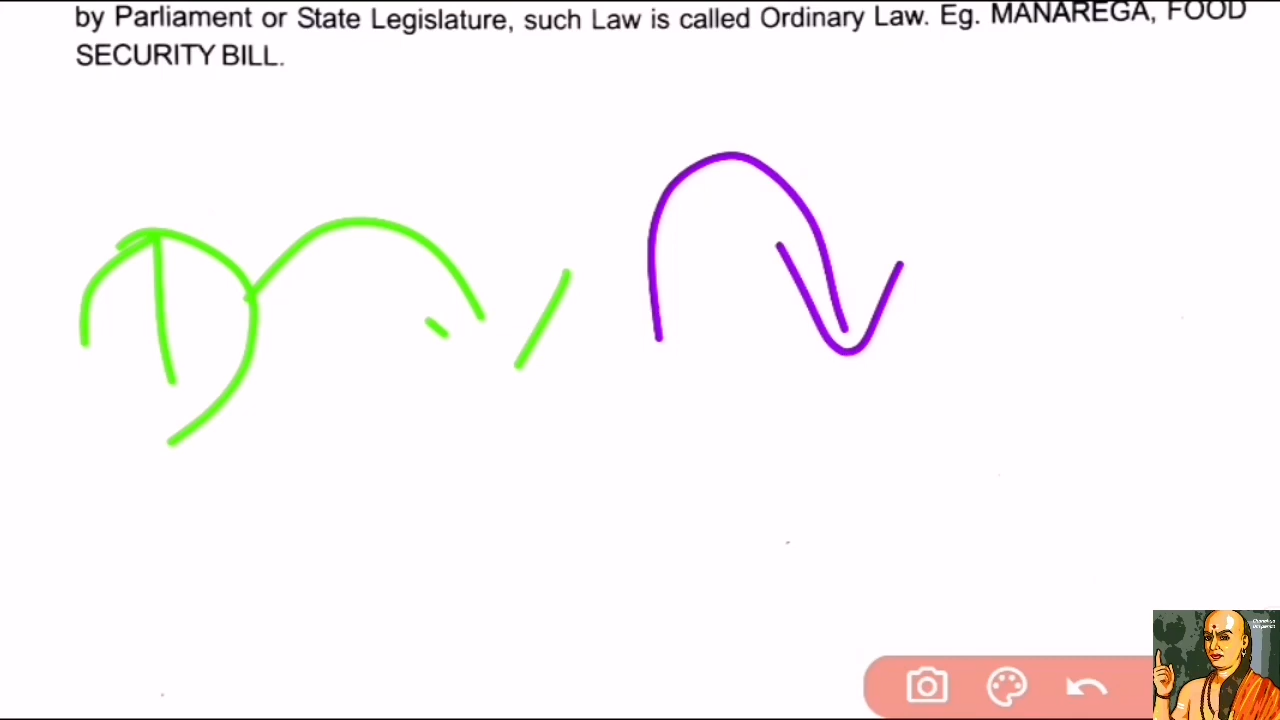 by Parliament or State Legislature, such Law is called Ordinary Law. Eg. MANAREGA, FOOD
SECURITY BILL.